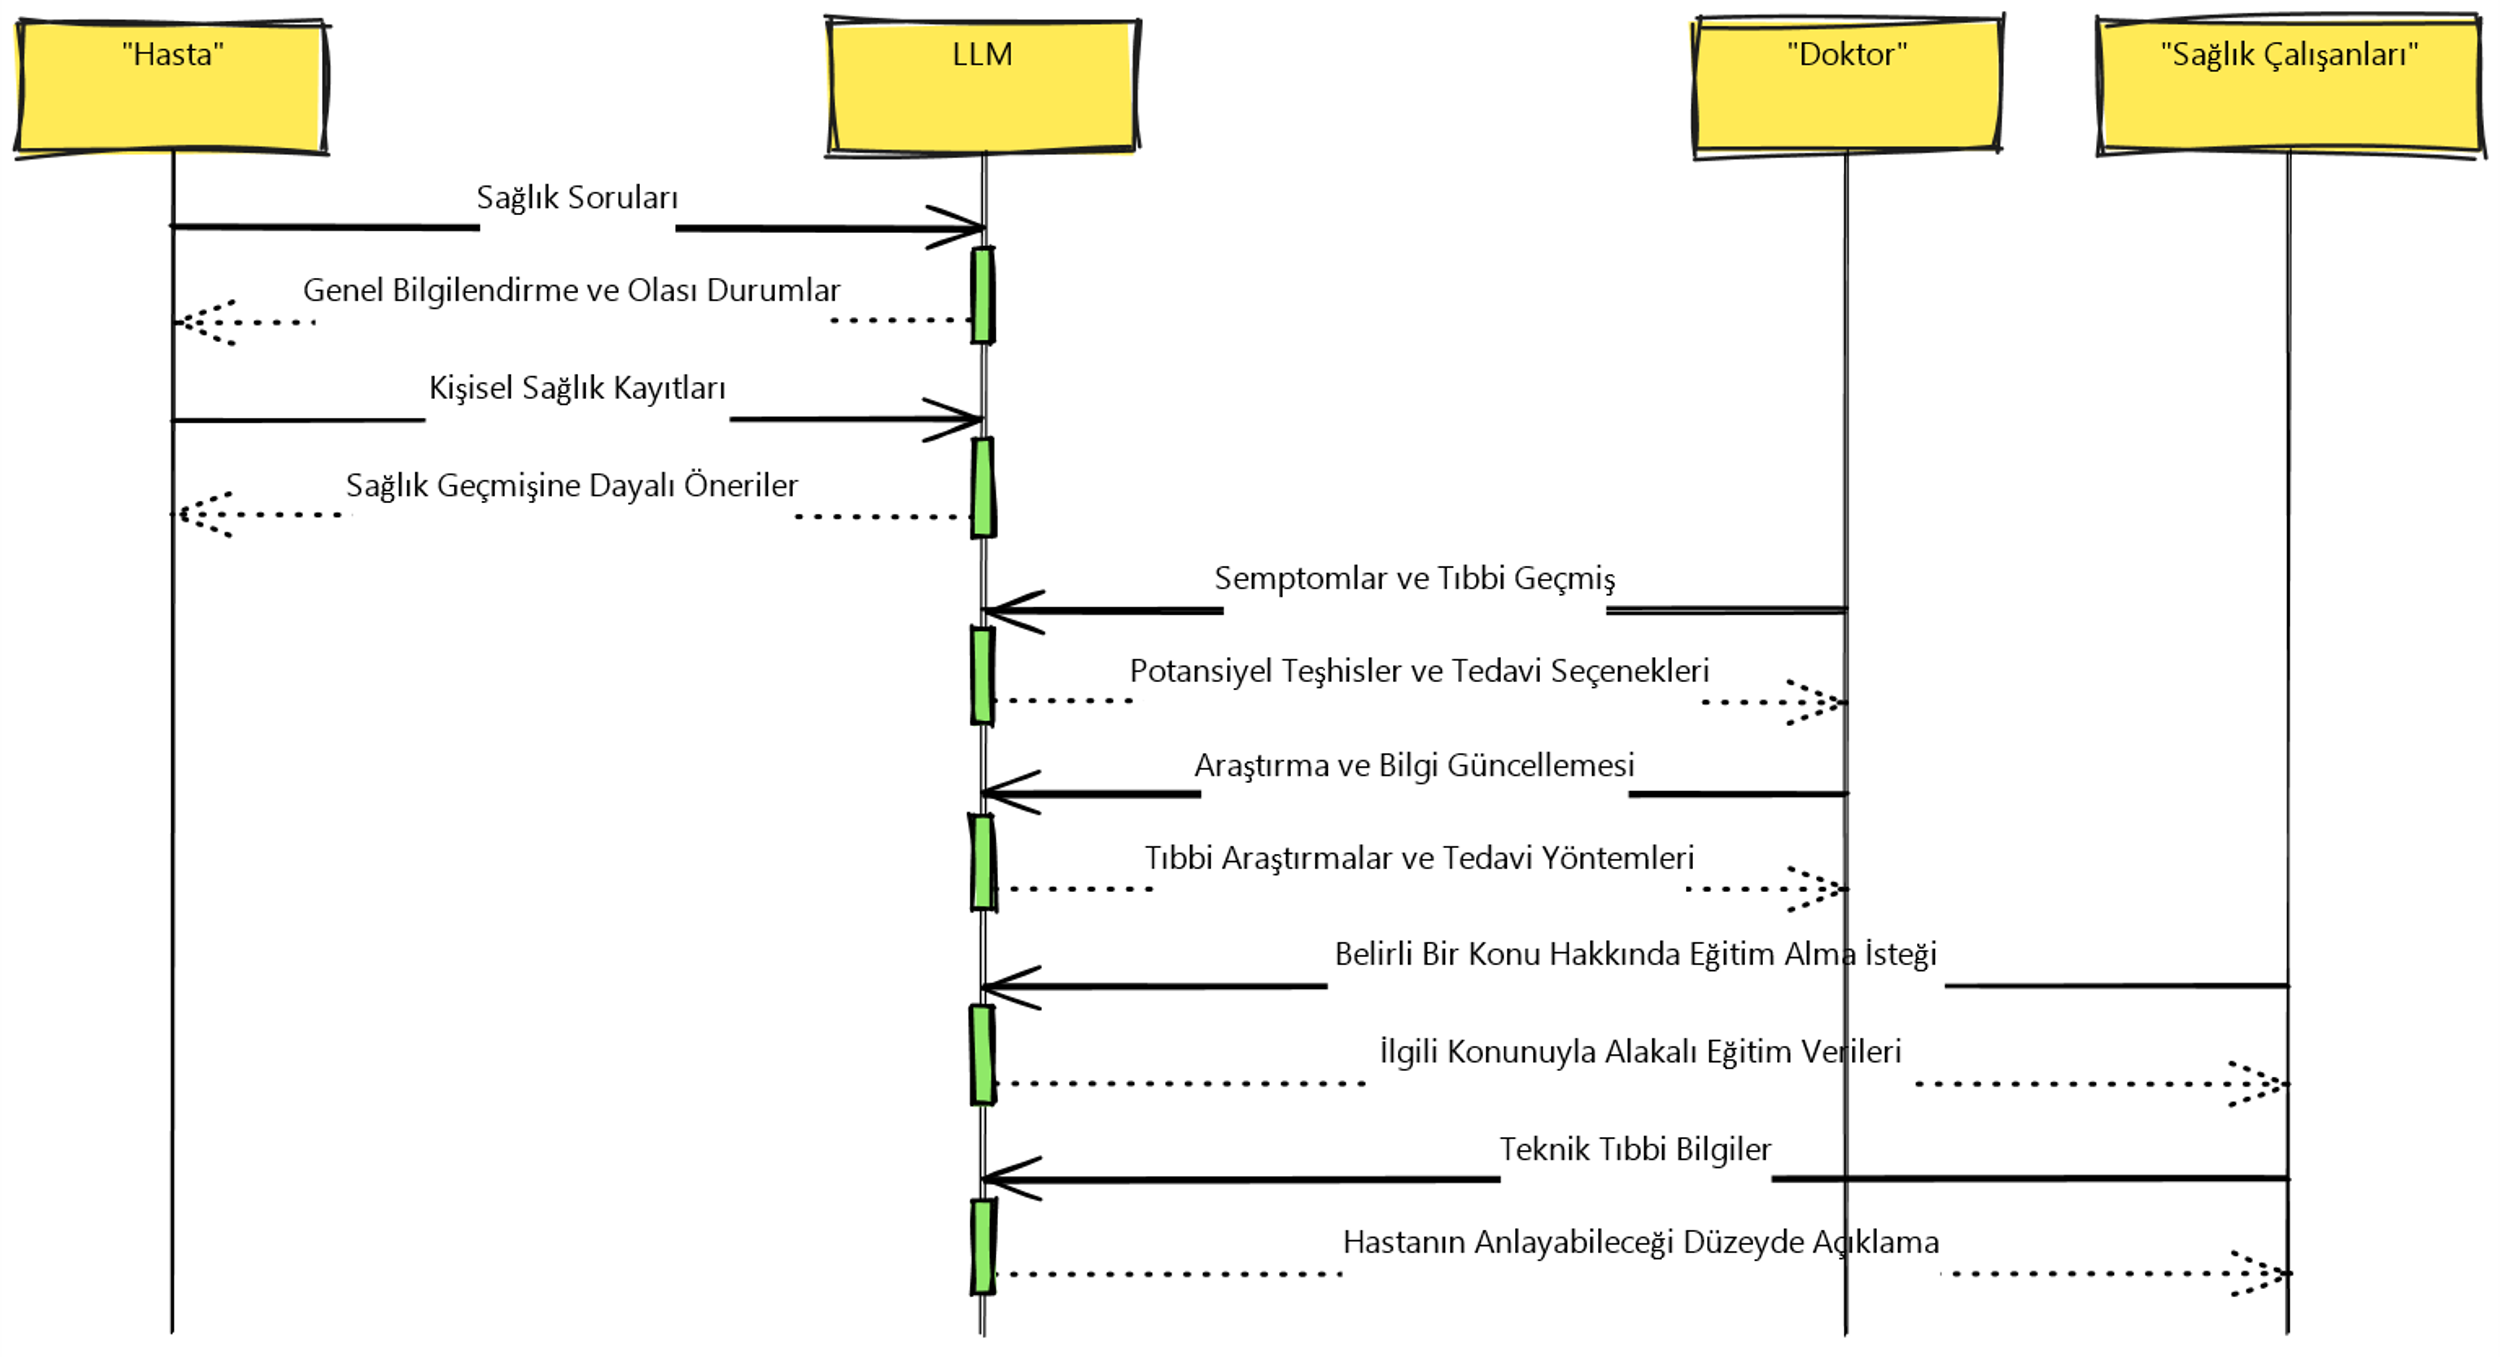 "Hasta"
LLM
"Doktor"
"Sağlık Çalışanları"
Sağlık Soruları
Genel Bilgilendirme ve Olası Durumlar
Kişisel Sağlık Kayıtları
Sağlık Geçmişine Dayalı Öneriler
Semptomlar ve Tıbbi Geçmiş
Potansiyel Teşhisler ve Tedavi Seçenekleri
Araştırma ve Bilgi Güncellemesi
Tıbbi Araştırmalar ve Tedavi Yöntemleri
Belirli Bir Konu Hakkında Eğitim Alma İsteği
İlgili Konunuyla Alakalı Eğitim Verileri
Teknik Tıbbi Bilgiler
Hastanın Anlayabileceği Düzeyde Açıklama